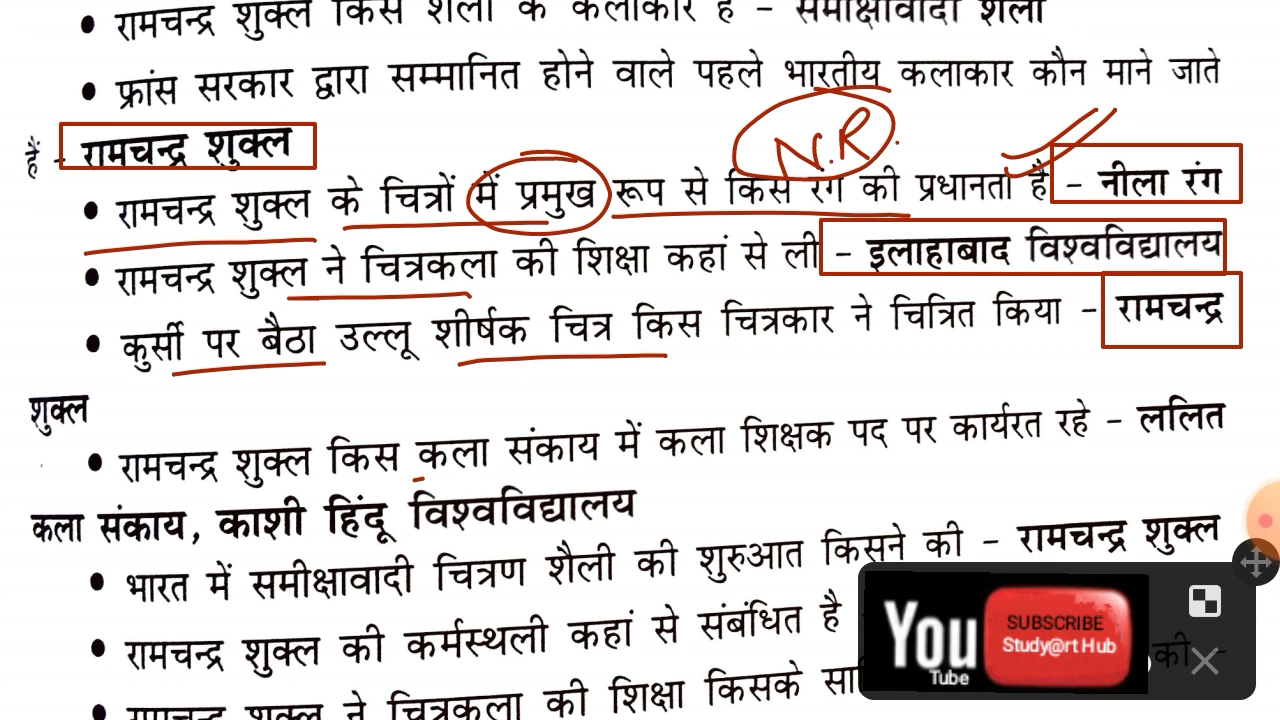 • रामचन्द्र शुक्ल किस शैली के कलाकार है – समीक्षावादी शैली
• फ्रांस सरकार द्वारा सम्मानित होने वाले पहले भारतीय कलाकार कौन माने जाते
हैं – रामचन्द्र शुक्ल
N.R.
• रामचन्द्र शुक्ल के चित्रों में प्रमुख रूप से किस रंग की प्रधानता है – नीला रंग
• रामचन्द्र शुक्ल ने चित्रकला की शिक्षा कहां से ली – इलाहाबाद विश्वविद्यालय
• कुर्सी पर बैठा उल्लू शीर्षक चित्र किस चित्रकार ने चित्रित किया – रामचन्द्र
शुक्ल
• रामचन्द्र शुक्ल किस कला संकाय में कला शिक्षक पद पर कार्यरत रहे – ललित
कला संकाय, काशी हिंदू विश्वविद्यालय
• भारत में समीक्षावादी चित्रण शैली की शुरुआत किसने की – रामचन्द्र शुक्ल
• रामचन्द्र शुक्ल की कर्मस्थली कहां से संबंधित है
• रामचन्द्र शुक्ल ने चित्रकला की शिक्षा किसके की –
You
Tube
SUBSCRIBE
Study@rt Hub